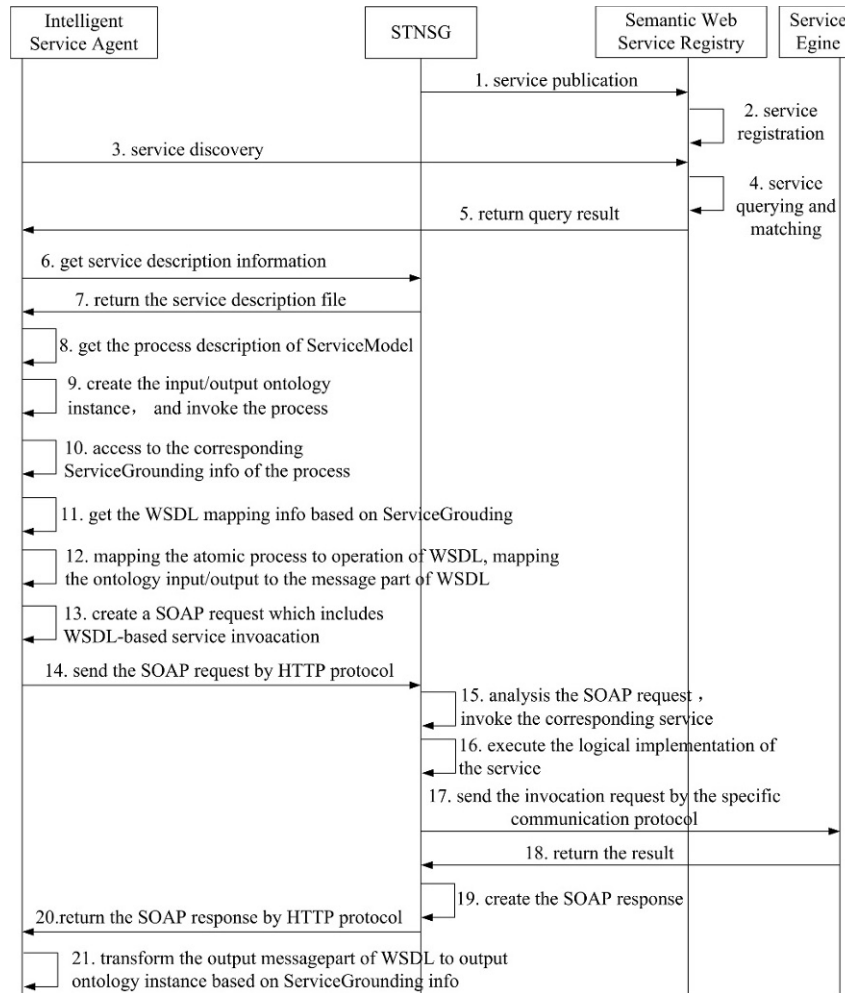 Intelligent
Service Agent
STNSG
Semantic Web
Service Registry
Service
Egine
1. service publication
2. service
registration
3. service discovery
4. service
querying and
matching
5. return query result
6. get service description information
7. return the service description file
8. get the process description of ServiceModel
9. create the input/output ontology
instance， and invoke the process
10. access to the corresponding
ServiceGrounding info of the process
11. get the WSDL mapping info based on ServiceGrouding
12. mapping the atomic process to operation of WSDL, mapping
the ontology input/output to the message part of WSDL
13. create a SOAP request which includes
WSDL-based service invoacation
14. send the SOAP request by HTTP protocol
15. analysis the SOAP request，
invoke the corresponding service
16. execute the logical implementation of
the service
17. send the invocation request by the specific
communication protocol
18. return the result
19. create the SOAP response
20.return the SOAP response by HTTP protocol
21. transform the output messagepart of WSDL to output
ontology instance based on ServiceGrounding info